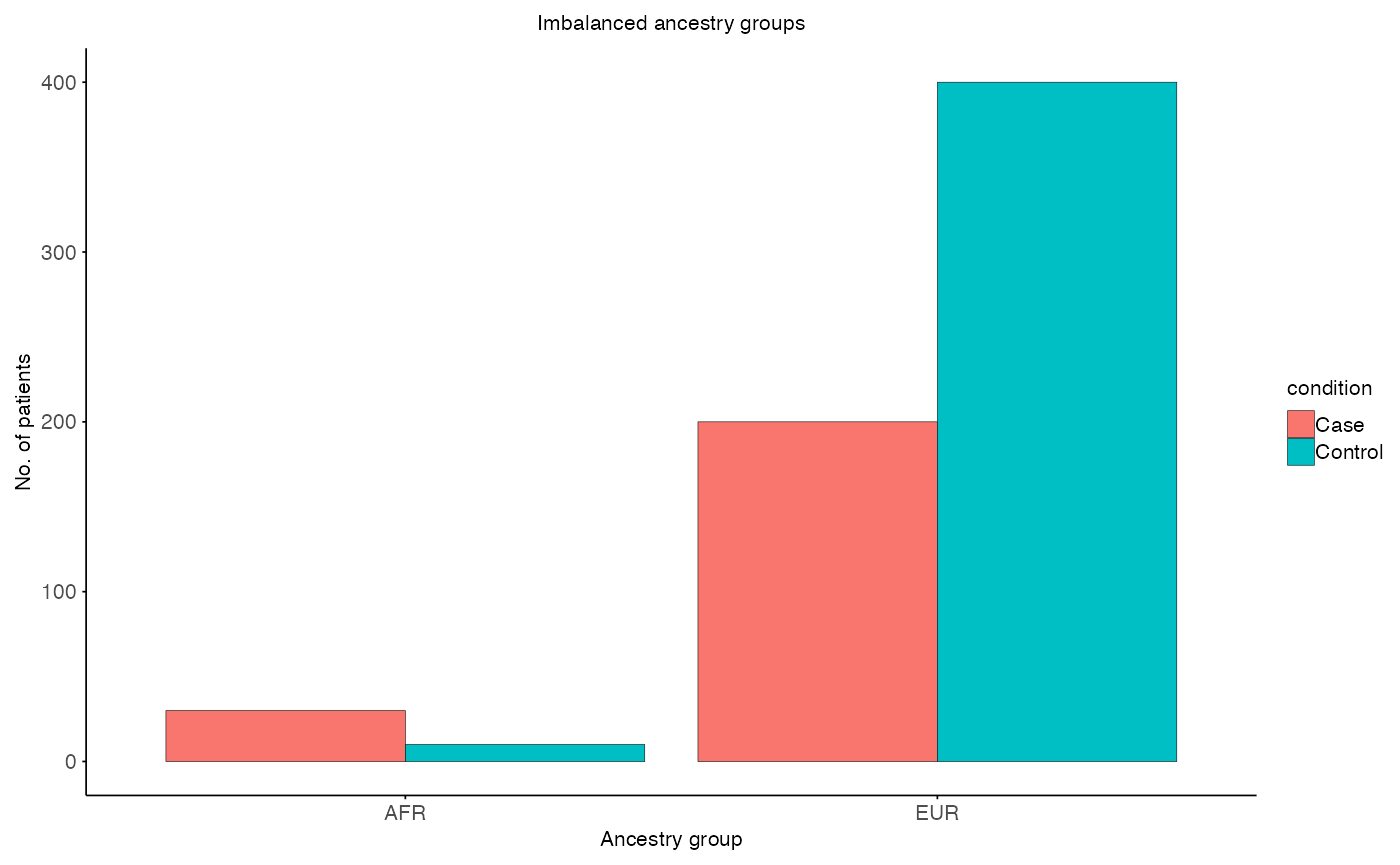 Imbalanced ancestry groups
400
300
200
100
0
No. of patients
AFR
EUR
Ancestry group
condition
Case
Control